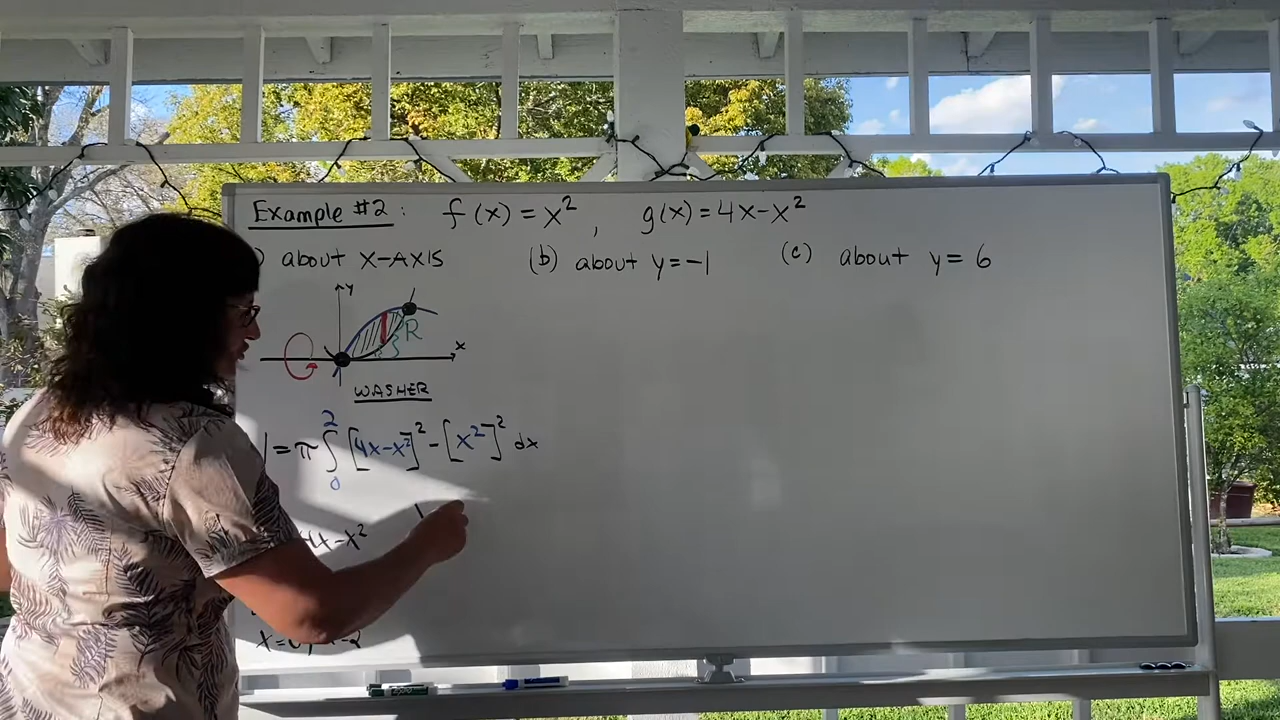 Example #2: f(x) = x², g(x) = 4x-x²
) about X-AXIS (b) about y=-1 (c) about y= 6
y
R
x
WASHER
= π ∫₀² [4x-x²]² - [x²]² dx
4x-x²
x=0, x=2